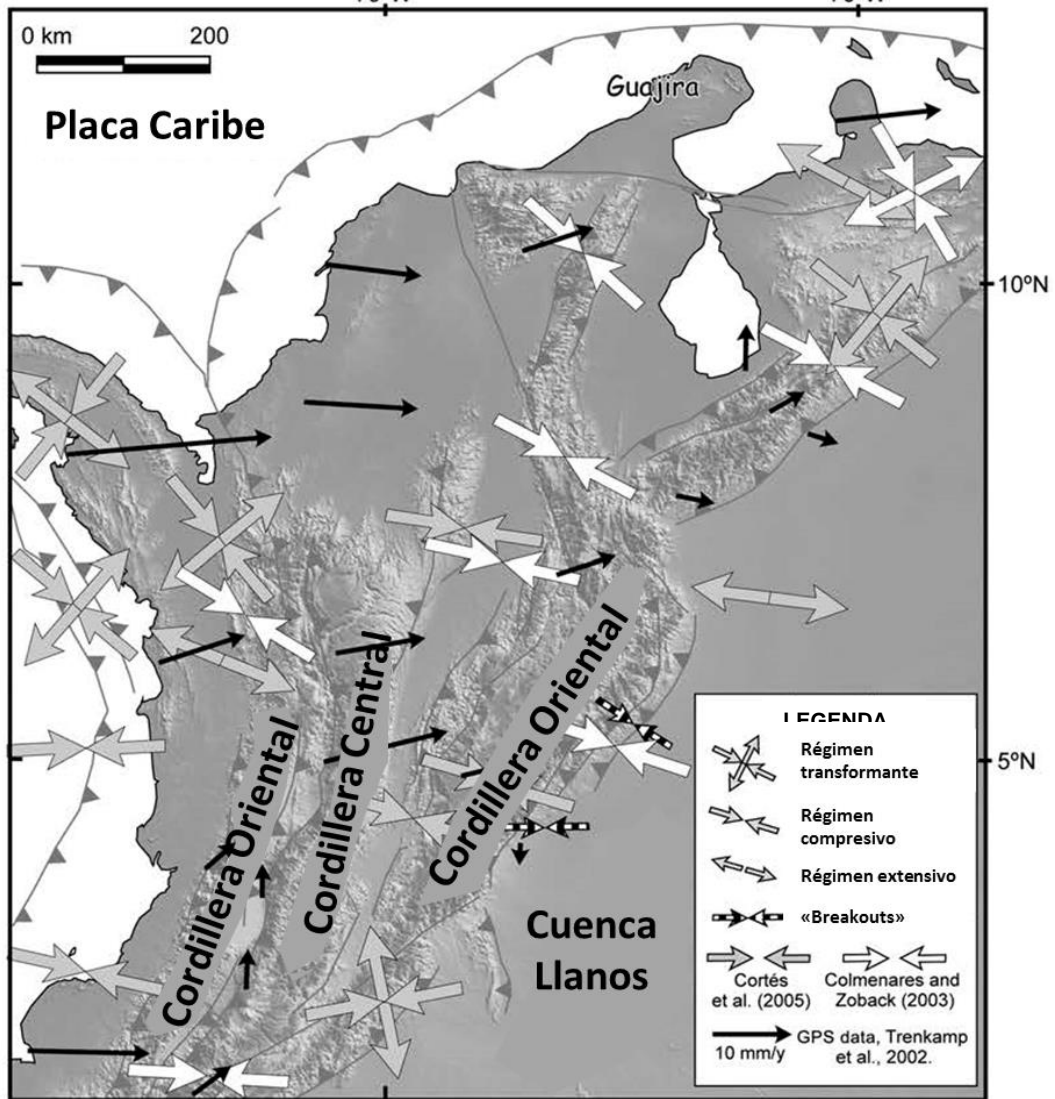 0 km 200
Placa Caribe
Guajira
10ºN
Cordillera Oriental
Cordillera Central
Cordillera Oriental
5ºN
Cuenca
Llanos
LEGENDA
Régimen
transformante
Régimen
compresivo
Régimen extensivo
«Breakouts»
Cortés
et al. (2005)
Colmenares and
Zoback (2003)
10 mm/y
GPS data, Trenkamp
et al., 2002.